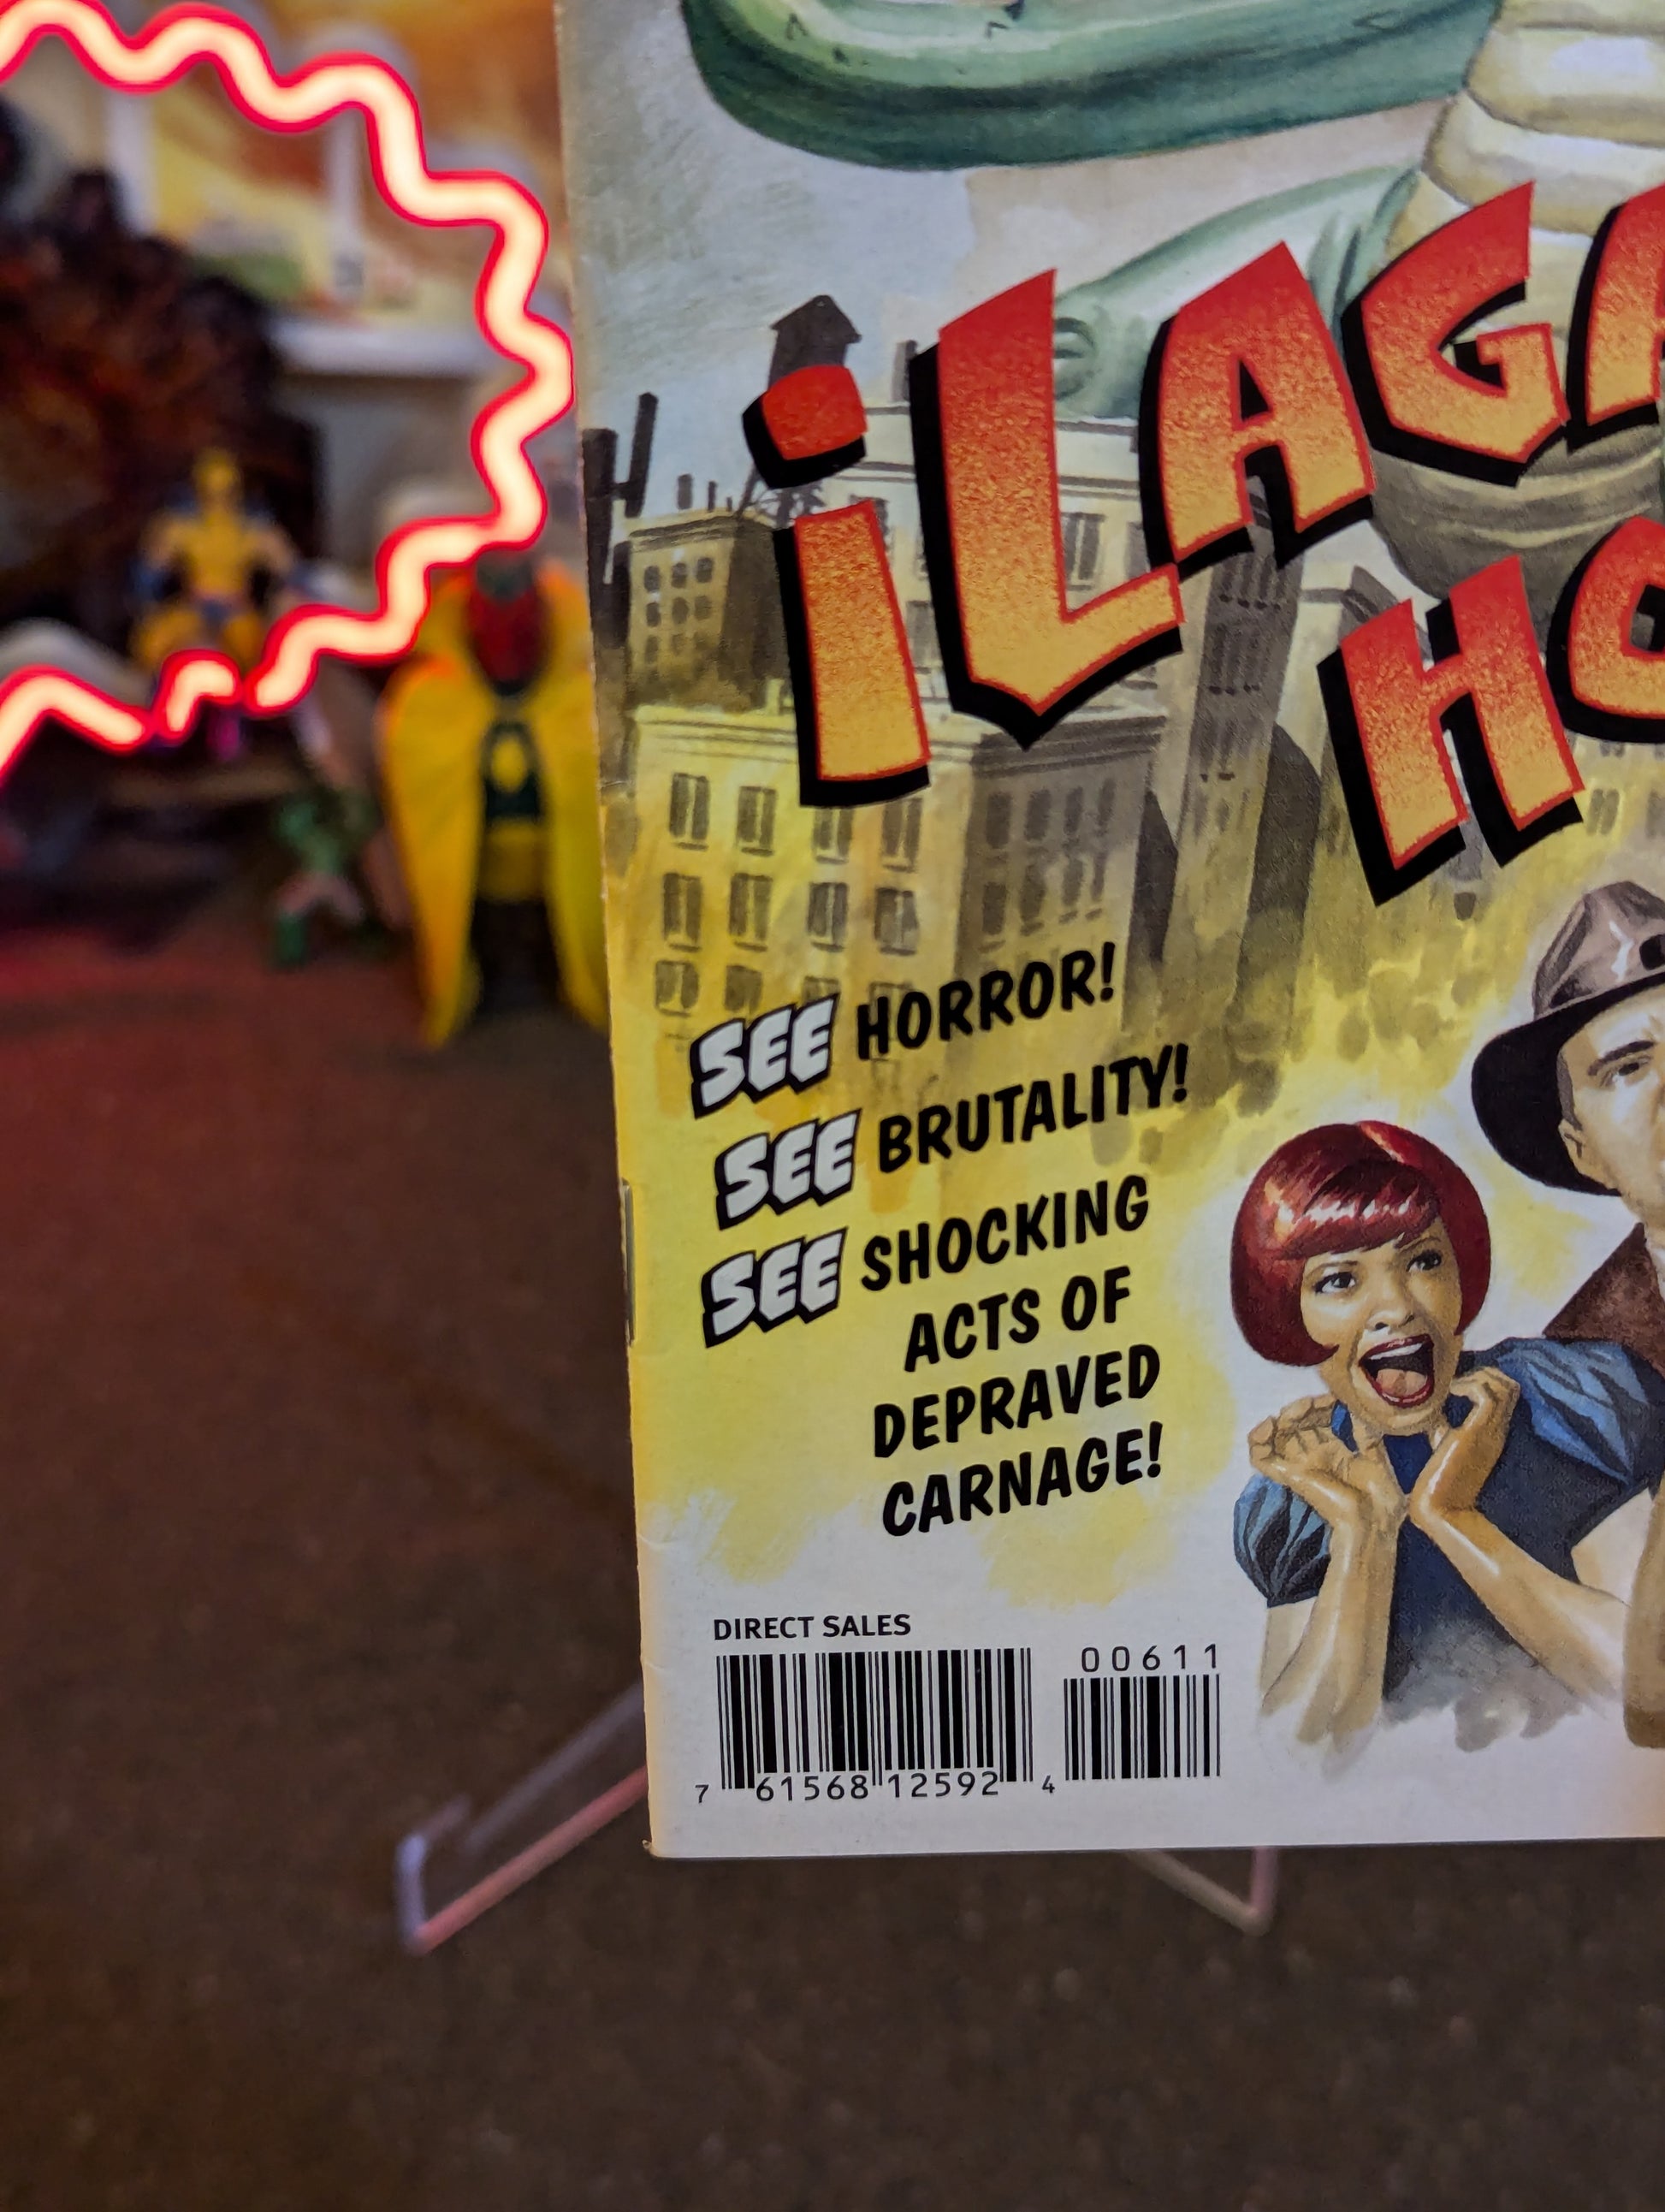 ¡LAGA
HO
SEE HORROR!
SEE BRUTALITY!
SEE SHOCKING
ACTS OF
DEPRAVED
CARNAGE!
DIRECT SALES
00611
7 61568 12592 4